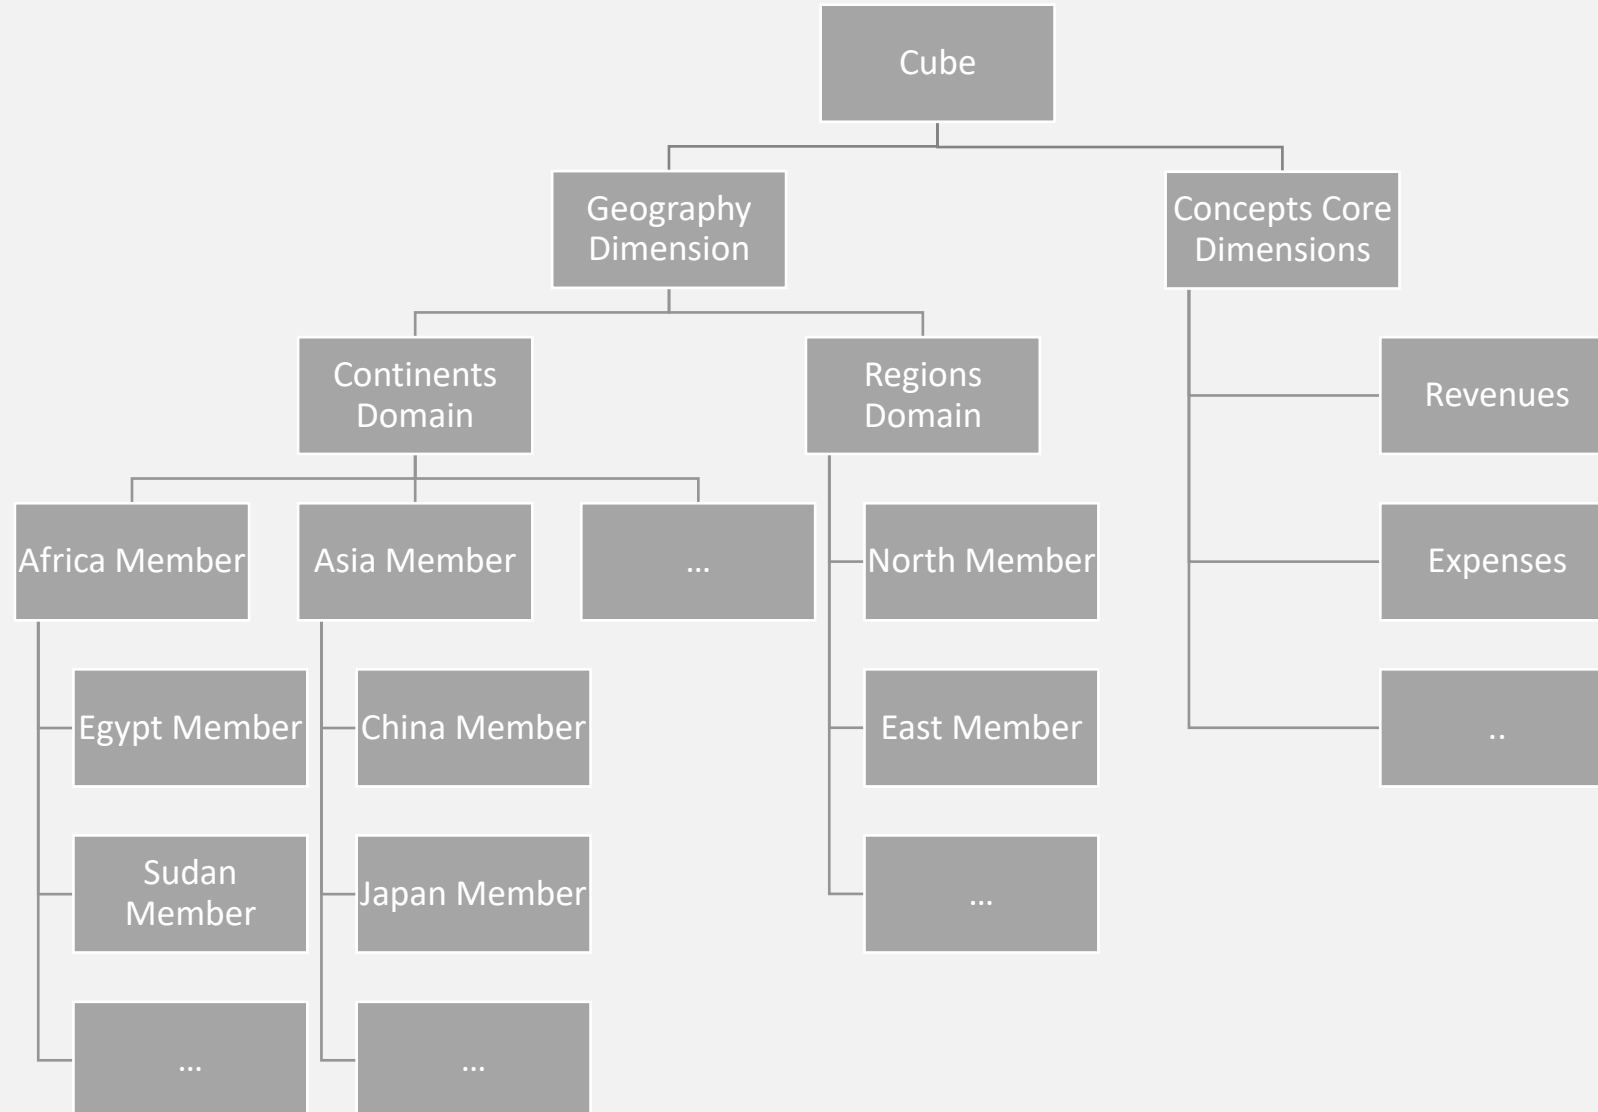 Cube
Geography
Dimension
Concepts Core
Dimensions
Continents
Domain
Regions
Domain
Revenues
Africa Member
Asia Member
...
North Member
Expenses
Egypt Member
China Member
East Member
..
Sudan
Member
Japan Member
...
...
...